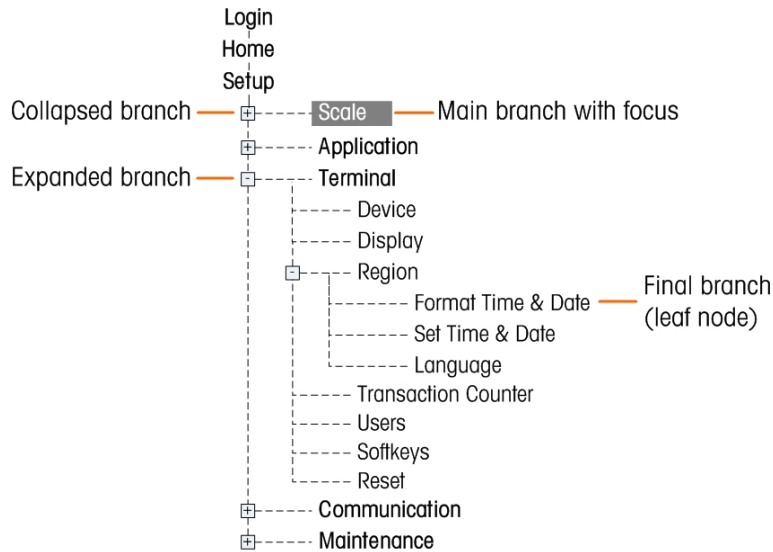 Login
Home
Setup
Collapsed branch
Scale
Main branch with focus
Application
Expanded branch
Terminal
Device
Display
Region
Format Time & Date
Final branch
(leaf node)
Set Time & Date
Language
Transaction Counter
Users
Softkeys
Reset
Communication
Maintenance